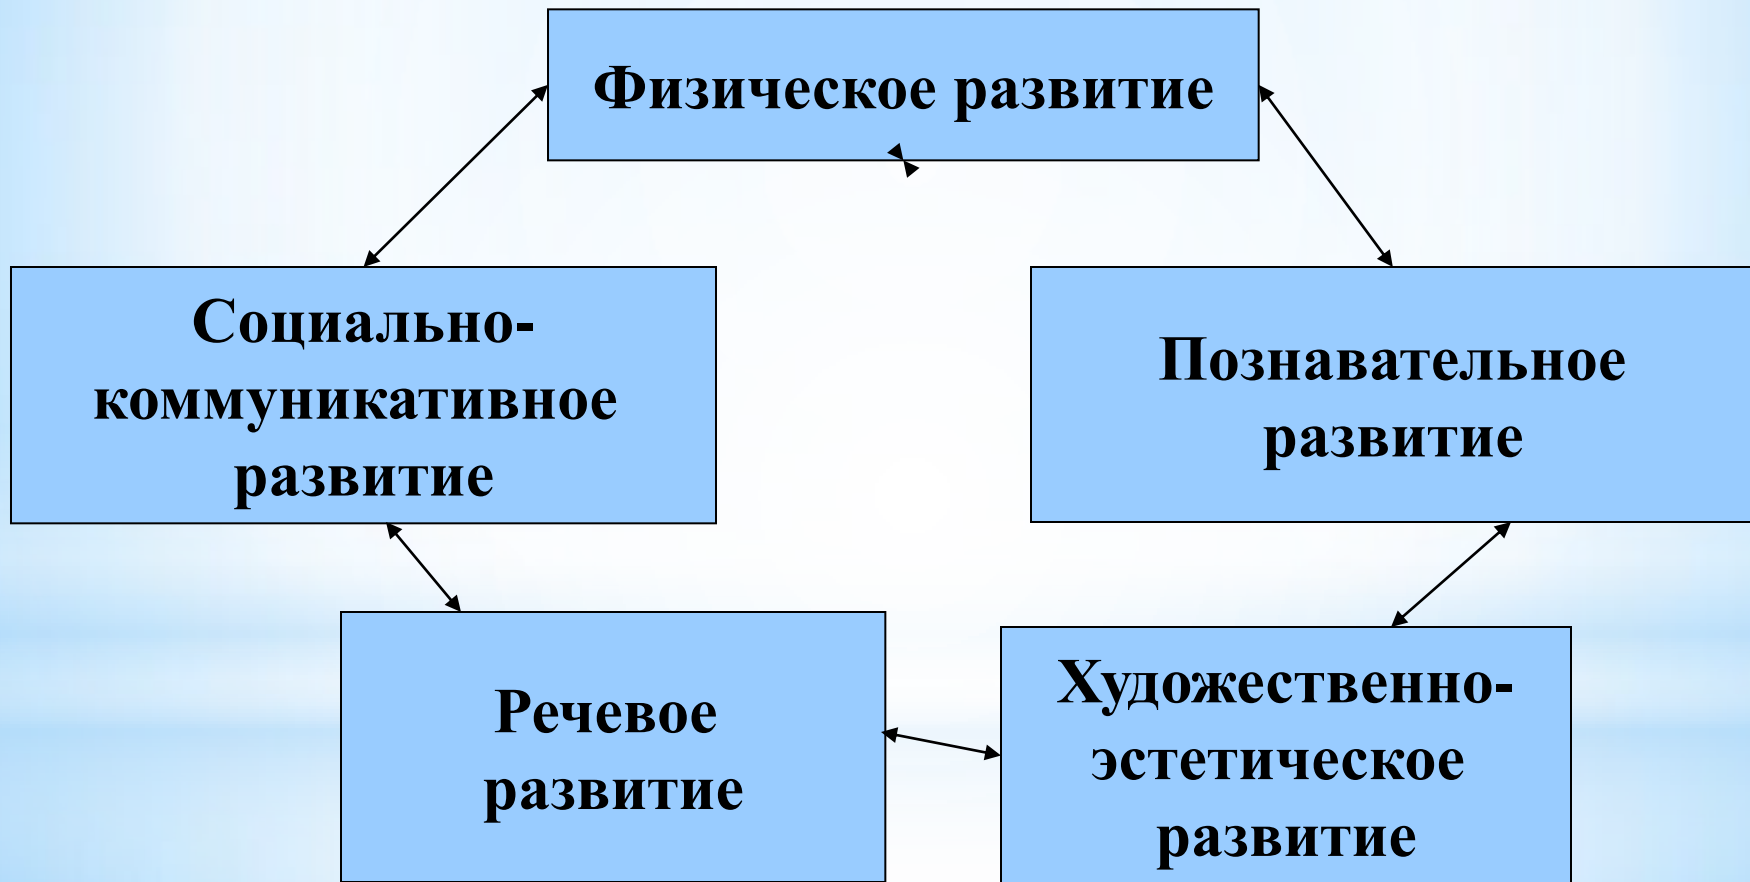 Физическое развитие
Социально-
коммуникативное
развитие
Познавательное
развитие
Речевое
развитие
Художественно-
эстетическое
развитие